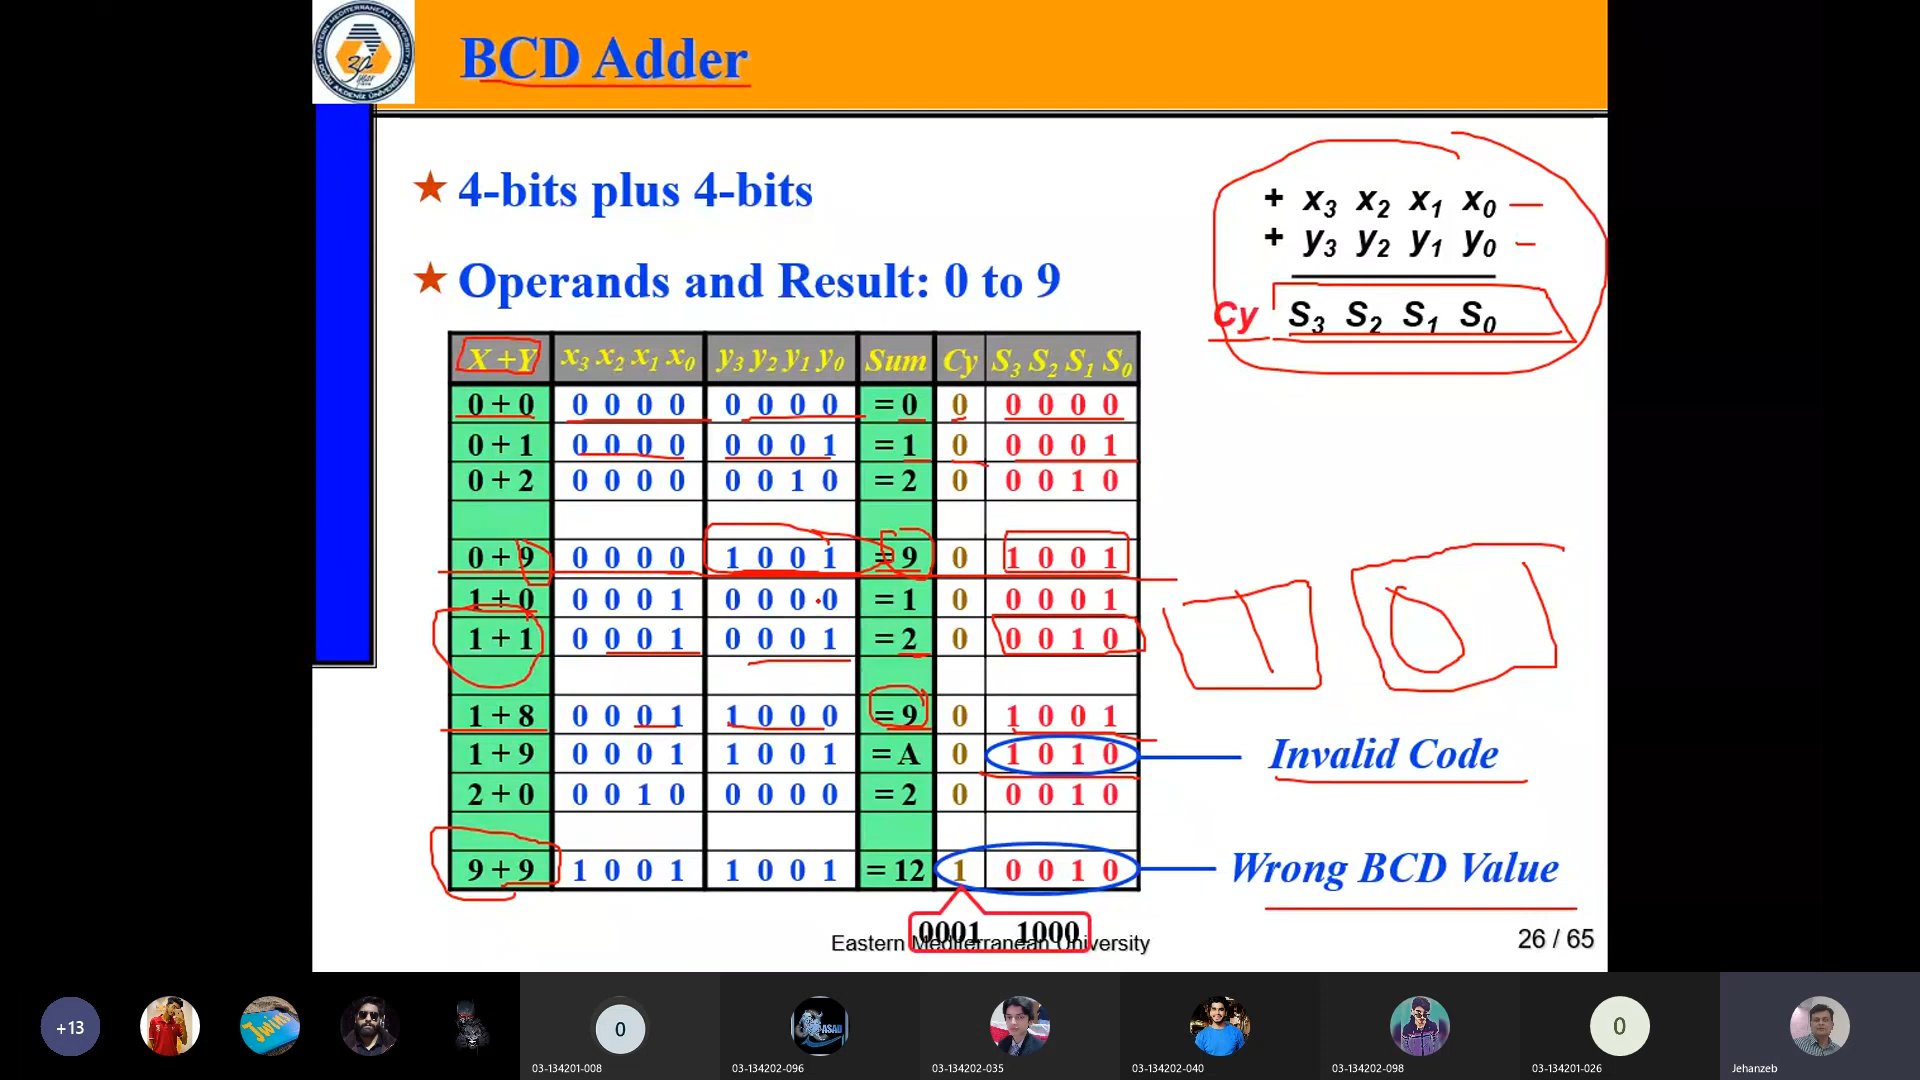 BCD Adder
★ 4-bits plus 4-bits
★ Operands and Result: 0 to 9
+ x3 x2 x1 x0
+ y3 y2 y1 y0
Cy S3 S2 S1 S0
X+Y x3 x2 x1 x0 y3 y2 y1 y0 Sum Cy S3 S2 S1 S0
0 + 0 0 0 0 0 0 0 0 0 = 0 0 0 0 0 0
0 + 1 0 0 0 0 0 0 0 1 = 1 0 0 0 0 1
0 + 2 0 0 0 0 0 0 1 0 = 2 0 0 0 1 0
0 + 9 0 0 0 0 1 0 0 1 = 9 0 1 0 0 1
1 + 0 0 0 0 1 0 0 0 0 = 1 0 0 0 0 1
1 + 1 0 0 0 1 0 0 0 1 = 2 0 0 0 1 0
1 0
1 + 8 0 0 0 1 1 0 0 0 = 9 0 1 0 0 1
1 + 9 0 0 0 1 1 0 0 1 = A 0 1 0 1 0 Invalid Code
2 + 0 0 0 1 0 0 0 0 0 = 2 0 0 0 1 0
9 + 9 1 0 0 1 1 0 0 1 = 12 1 0 0 1 0 Wrong BCD Value
0001 1000
Eastern Mediterranean University
26 / 65
+13 Twin 0 ASAD 0
03-134201-008 03-134202-096 03-134202-035 03-134202-040 03-134202-098 03-134201-026 Jehanzeb